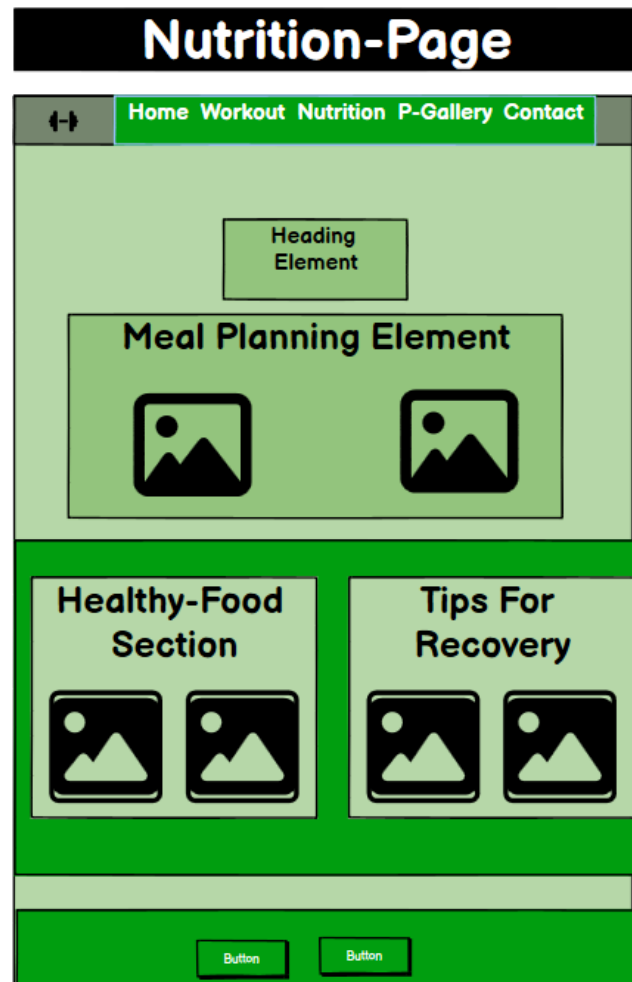 Nutrition-Page
Home Workout Nutrition P-Gallery Contact
Heading
Element
Meal Planning Element
Healthy-Food
Section
Tips For
Recovery
Button
Button